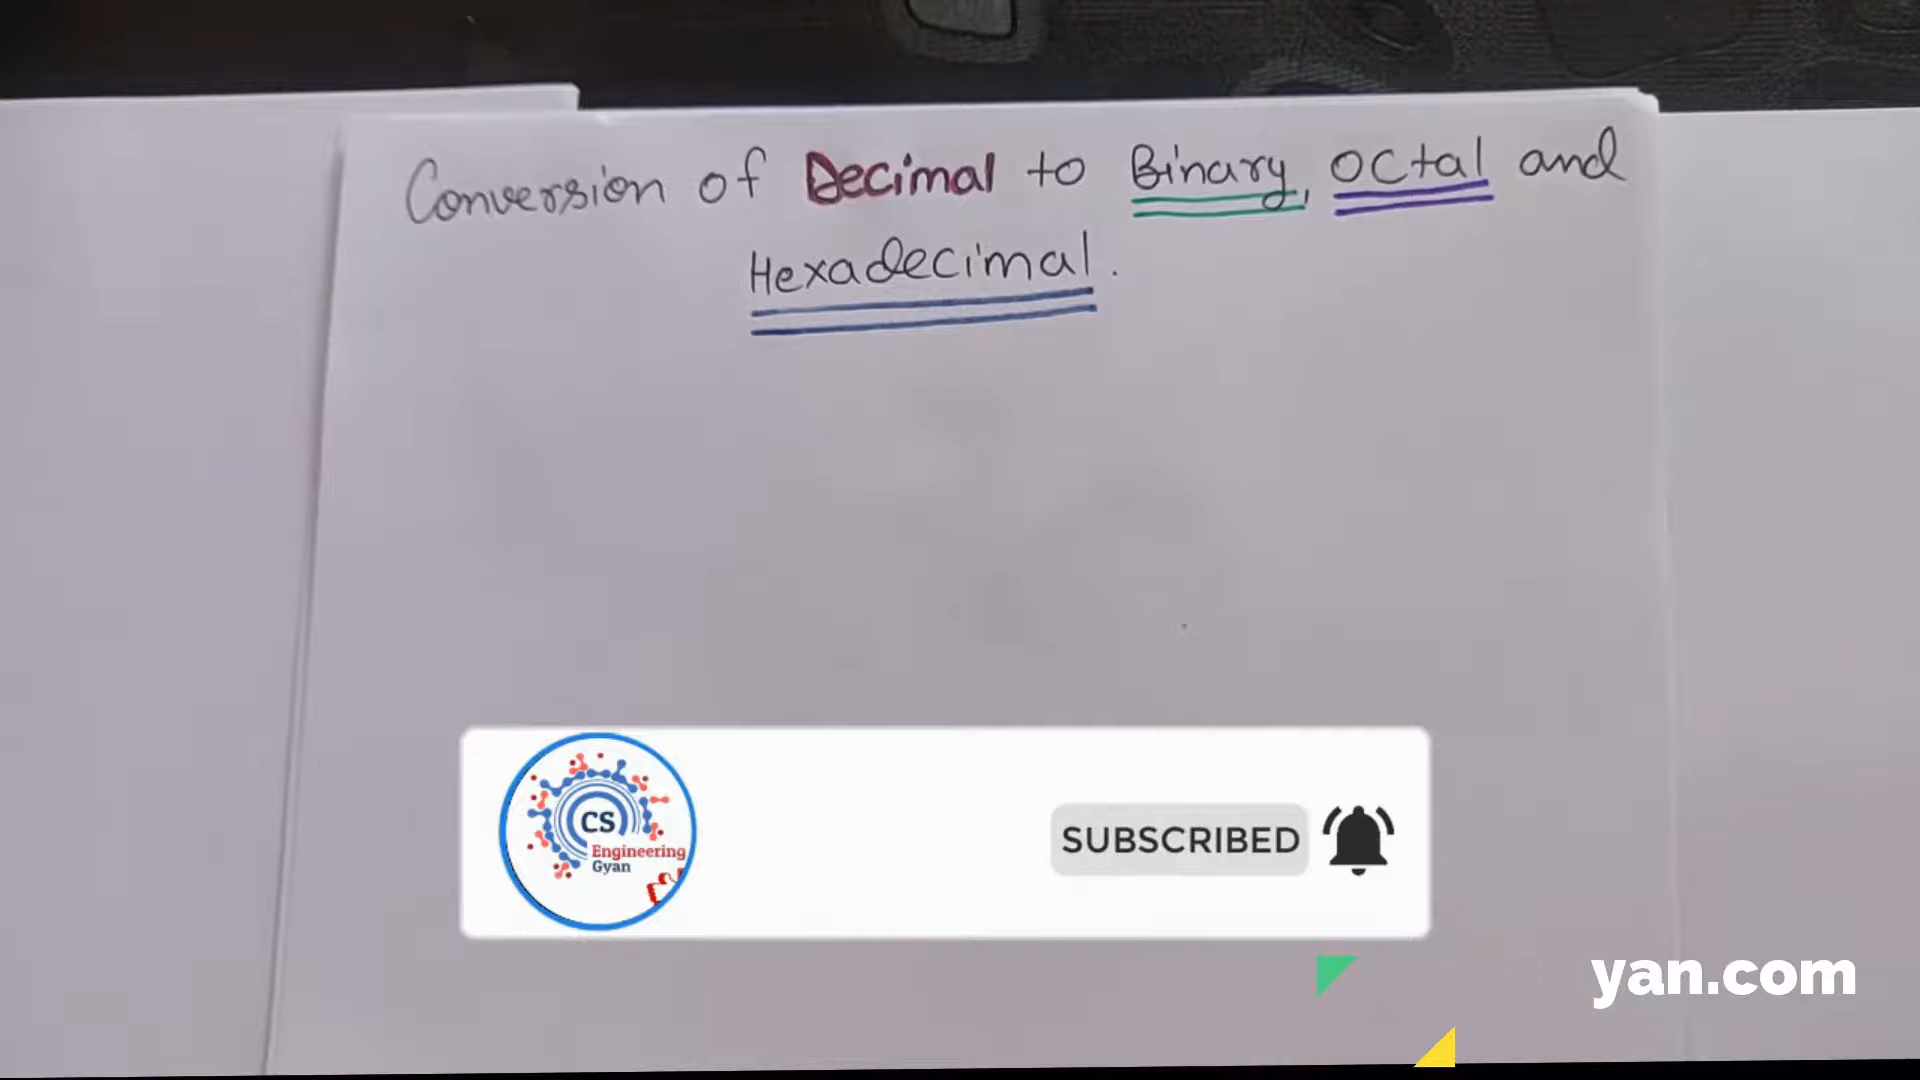 Conversion of Decimal to Binary, Octal and
Hexadecimal.
CS
Engineering
Gyan
SUBSCRIBED
yan.com